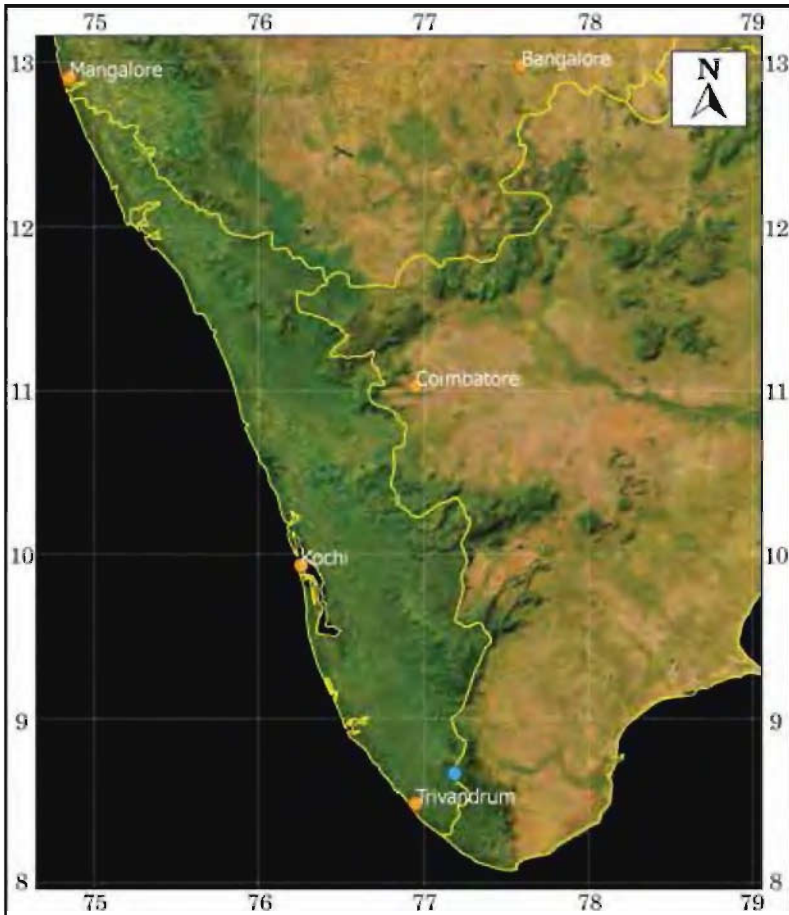 75 76 77 78 79
13 Mangalore Bangalore N 13
12 12
11 Coimbatore 11
10 Kochi 10
9 9
Trivandrum
8 8
75 76 77 78 79